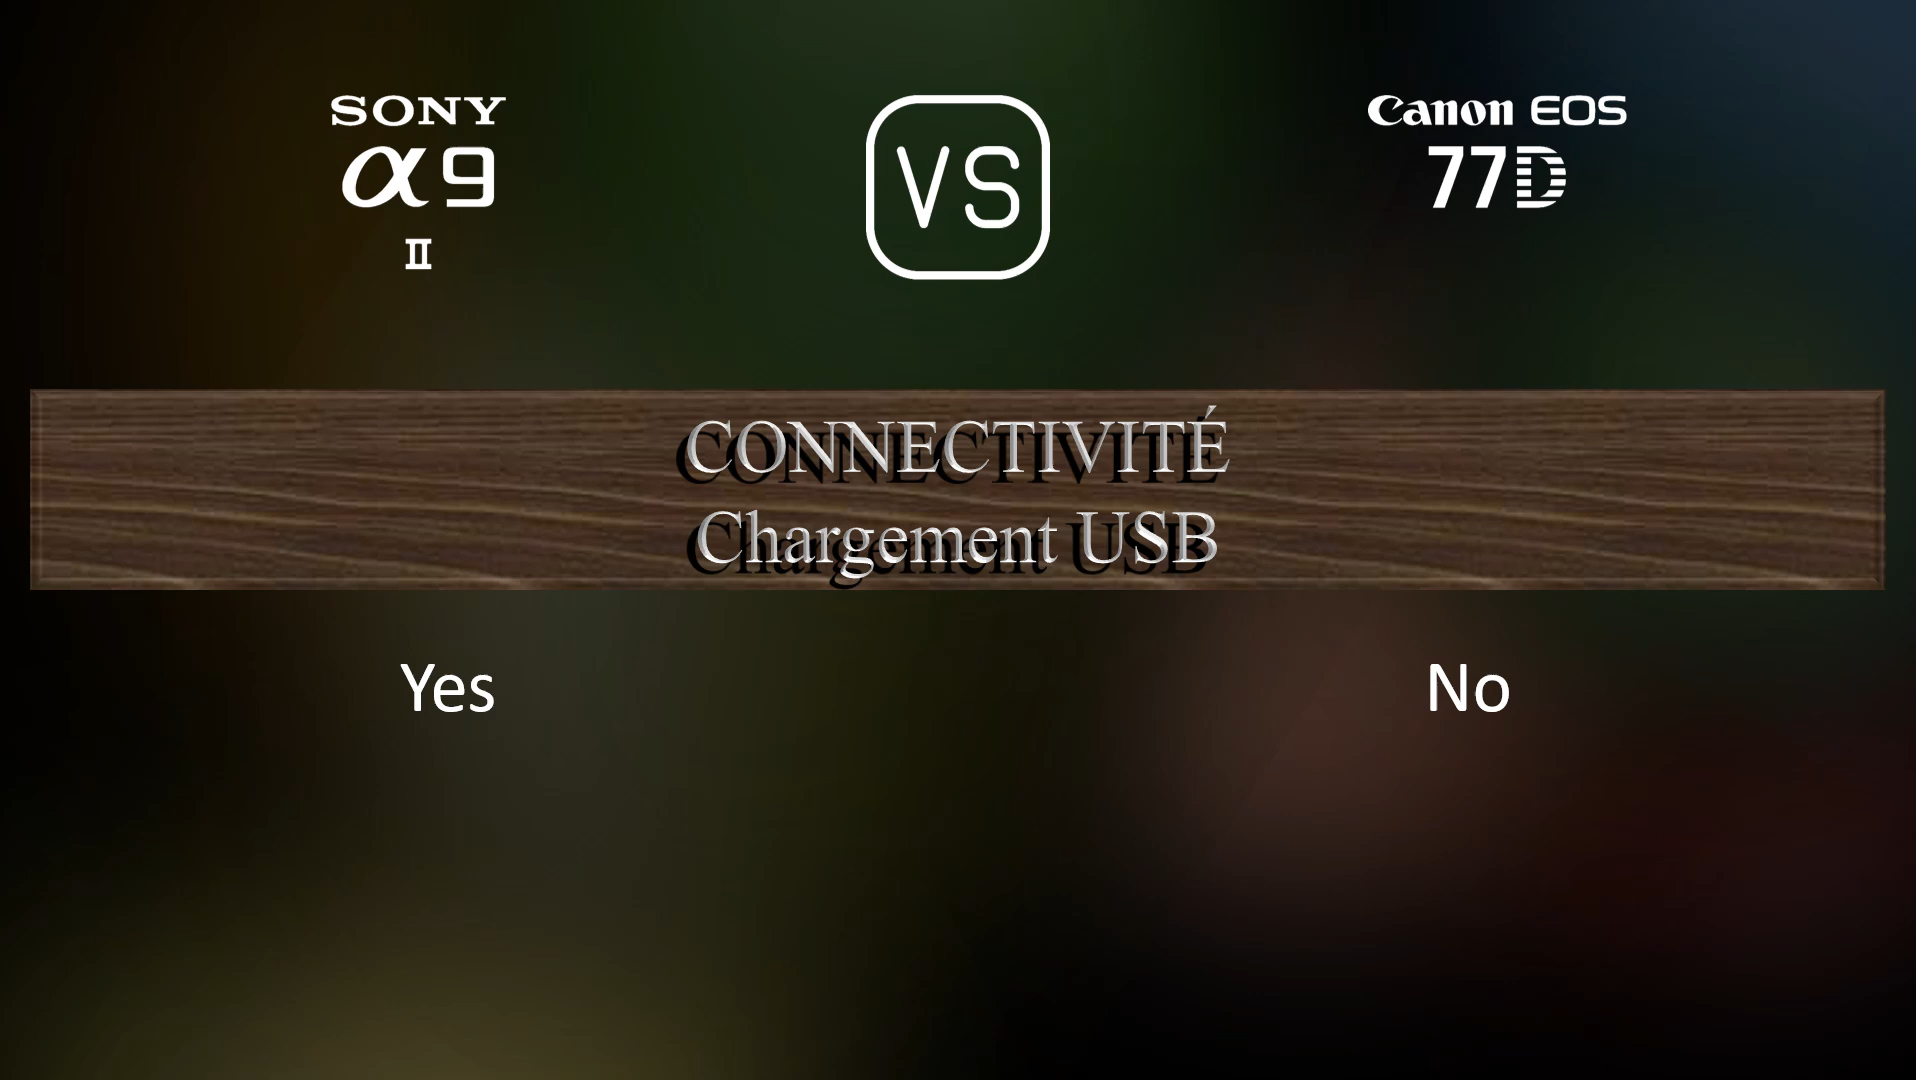 SONY
α9
II
VS
Canon EOS
77D
CONNECTIVITÉ
Chargement USB
Yes
No